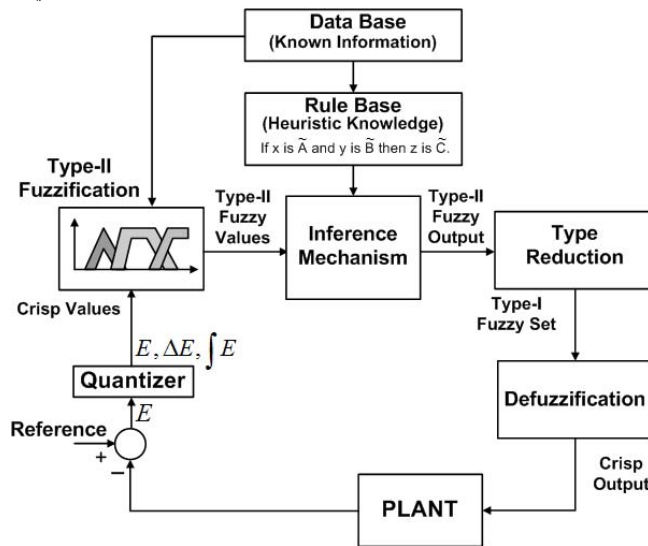 Data Base
(Known Information)
Rule Base
(Heuristic Knowledge)
If x is Ã and y is B̃ then z is C̃.
Type-II
Fuzzification
Type-II
Fuzzy
Values
Inference
Mechanism
Type-II
Fuzzy
Output
Type
Reduction
Crisp Values
Type-I
Fuzzy Set
E, ΔE, ∫ E
Quantizer
E
Defuzzification
Reference
+
−
Crisp
Output
PLANT